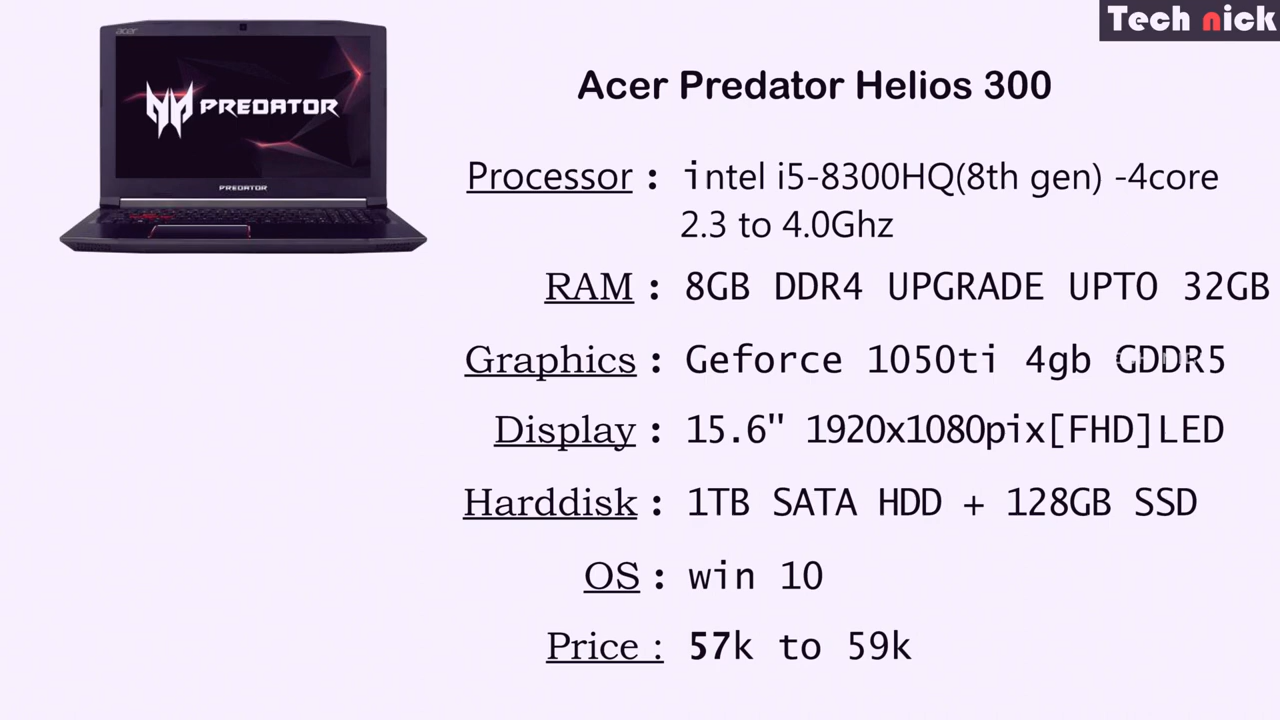 Tech nick
acer
PREDATOR
PREDATOR
Acer Predator Helios 300
Processor : intel i5-8300HQ(8th gen) -4core
2.3 to 4.0Ghz
RAM : 8GB DDR4 UPGRADE UPTO 32GB
Graphics : Geforce 1050ti 4gb GDDR5
Display : 15.6" 1920x1080pix[FHD]LED
Harddisk : 1TB SATA HDD + 128GB SSD
OS : win 10
Price : 57k to 59k